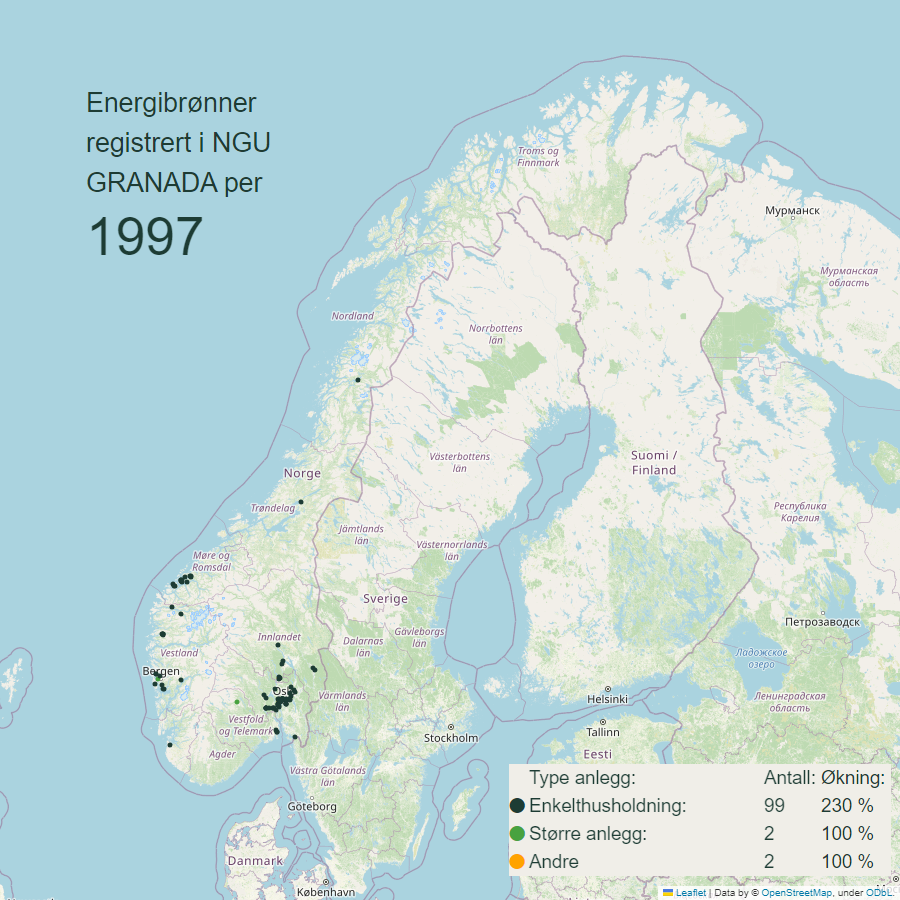 Energibrønner
registrert i NGU
GRANADA per
1997
Troms og
Finnmark
Мурманск
Мурманская
область
Nordland
Norrbottens
län
Västerbottens
län
Suomi /
Finland
Norge
Trøndelag
Jämtlands
län
Västernorrlands
län
Республика
Карелия
Møre og
Romsdal
Sverige
Петрозаводск
Innlandet
Dalarnas
län
Gävleborgs
län
Vestland
Ладожское
озеро
Bergen
Värmlands
län
Helsinki
Ленинградская
область
Vestfold
og Telemark
Stockholm
Tallinn
Agder
Eesti
Västra Götalands
län
Göteborg
Danmark
København
Type anlegg: Antall: Økning:
Enkelthusholdning: 99 230 %
Større anlegg: 2 100 %
Andre 2 100 %
Leaflet | Data by © OpenStreetMap, under ODbL.